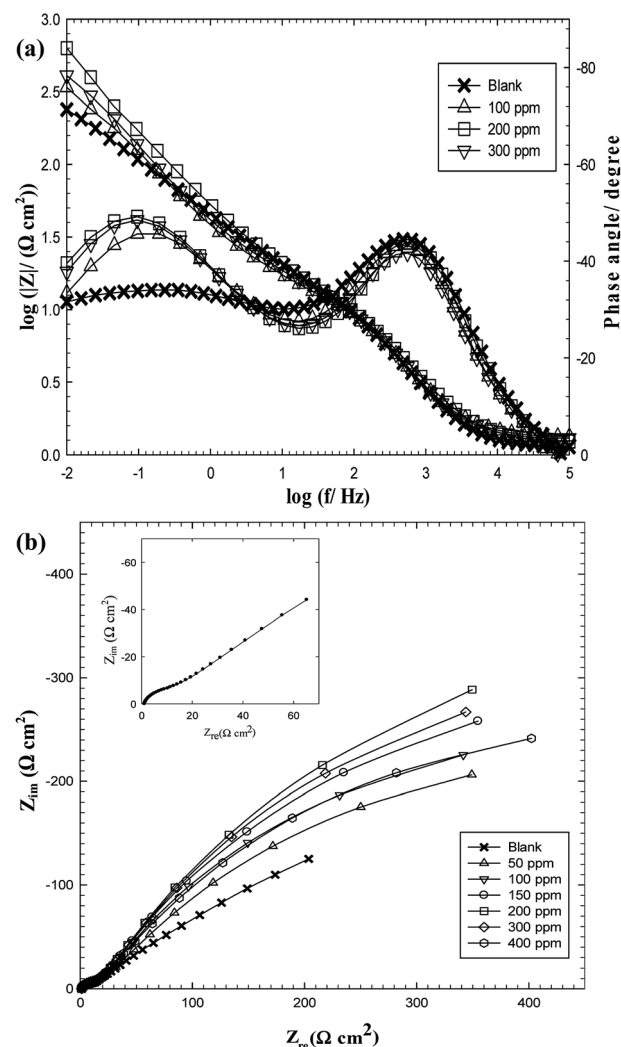 (a)
3.0
2.5
2.0
1.5
1.0
0.5
0.0
log (|Z|/ (Ω cm²))
-80
-60
-40
-20
0
Phase angle/ degree
Blank
100 ppm
200 ppm
300 ppm
-2 -1 0 1 2 3 4 5
log (f/ Hz)
(b)
-400
-300
-200
-100
0
Z_im (Ω cm²)
-60
-40
-20
0
Z_im (Ω cm²)
0 20 40 60
Z_re(Ω cm²)
Blank
50 ppm
100 ppm
150 ppm
200 ppm
300 ppm
400 ppm
0 100 200 300 400
Z_re(Ω cm²)